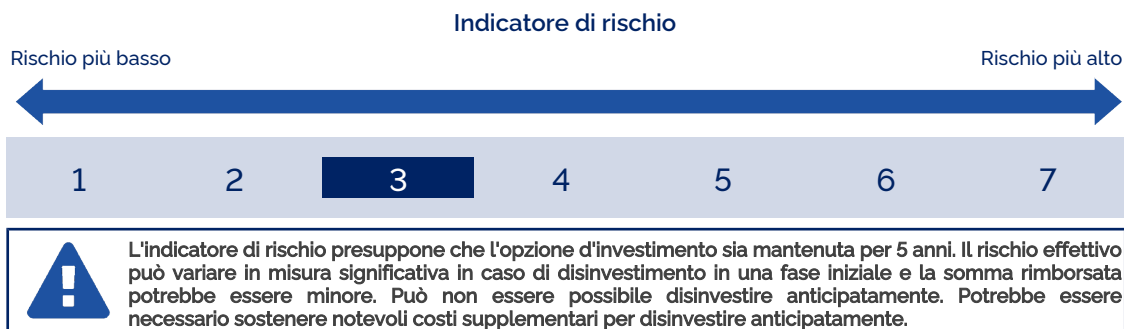 Indicatore di rischio
Rischio più basso Rischio più alto
1 2 3 4 5 6 7
L'indicatore di rischio presuppone che l'opzione d'investimento sia mantenuta per 5 anni. Il rischio effettivo
può variare in misura significativa in caso di disinvestimento in una fase iniziale e la somma rimborsata
potrebbe essere minore. Può non essere possibile disinvestire anticipatamente. Potrebbe essere
necessario sostenere notevoli costi supplementari per disinvestire anticipatamente.